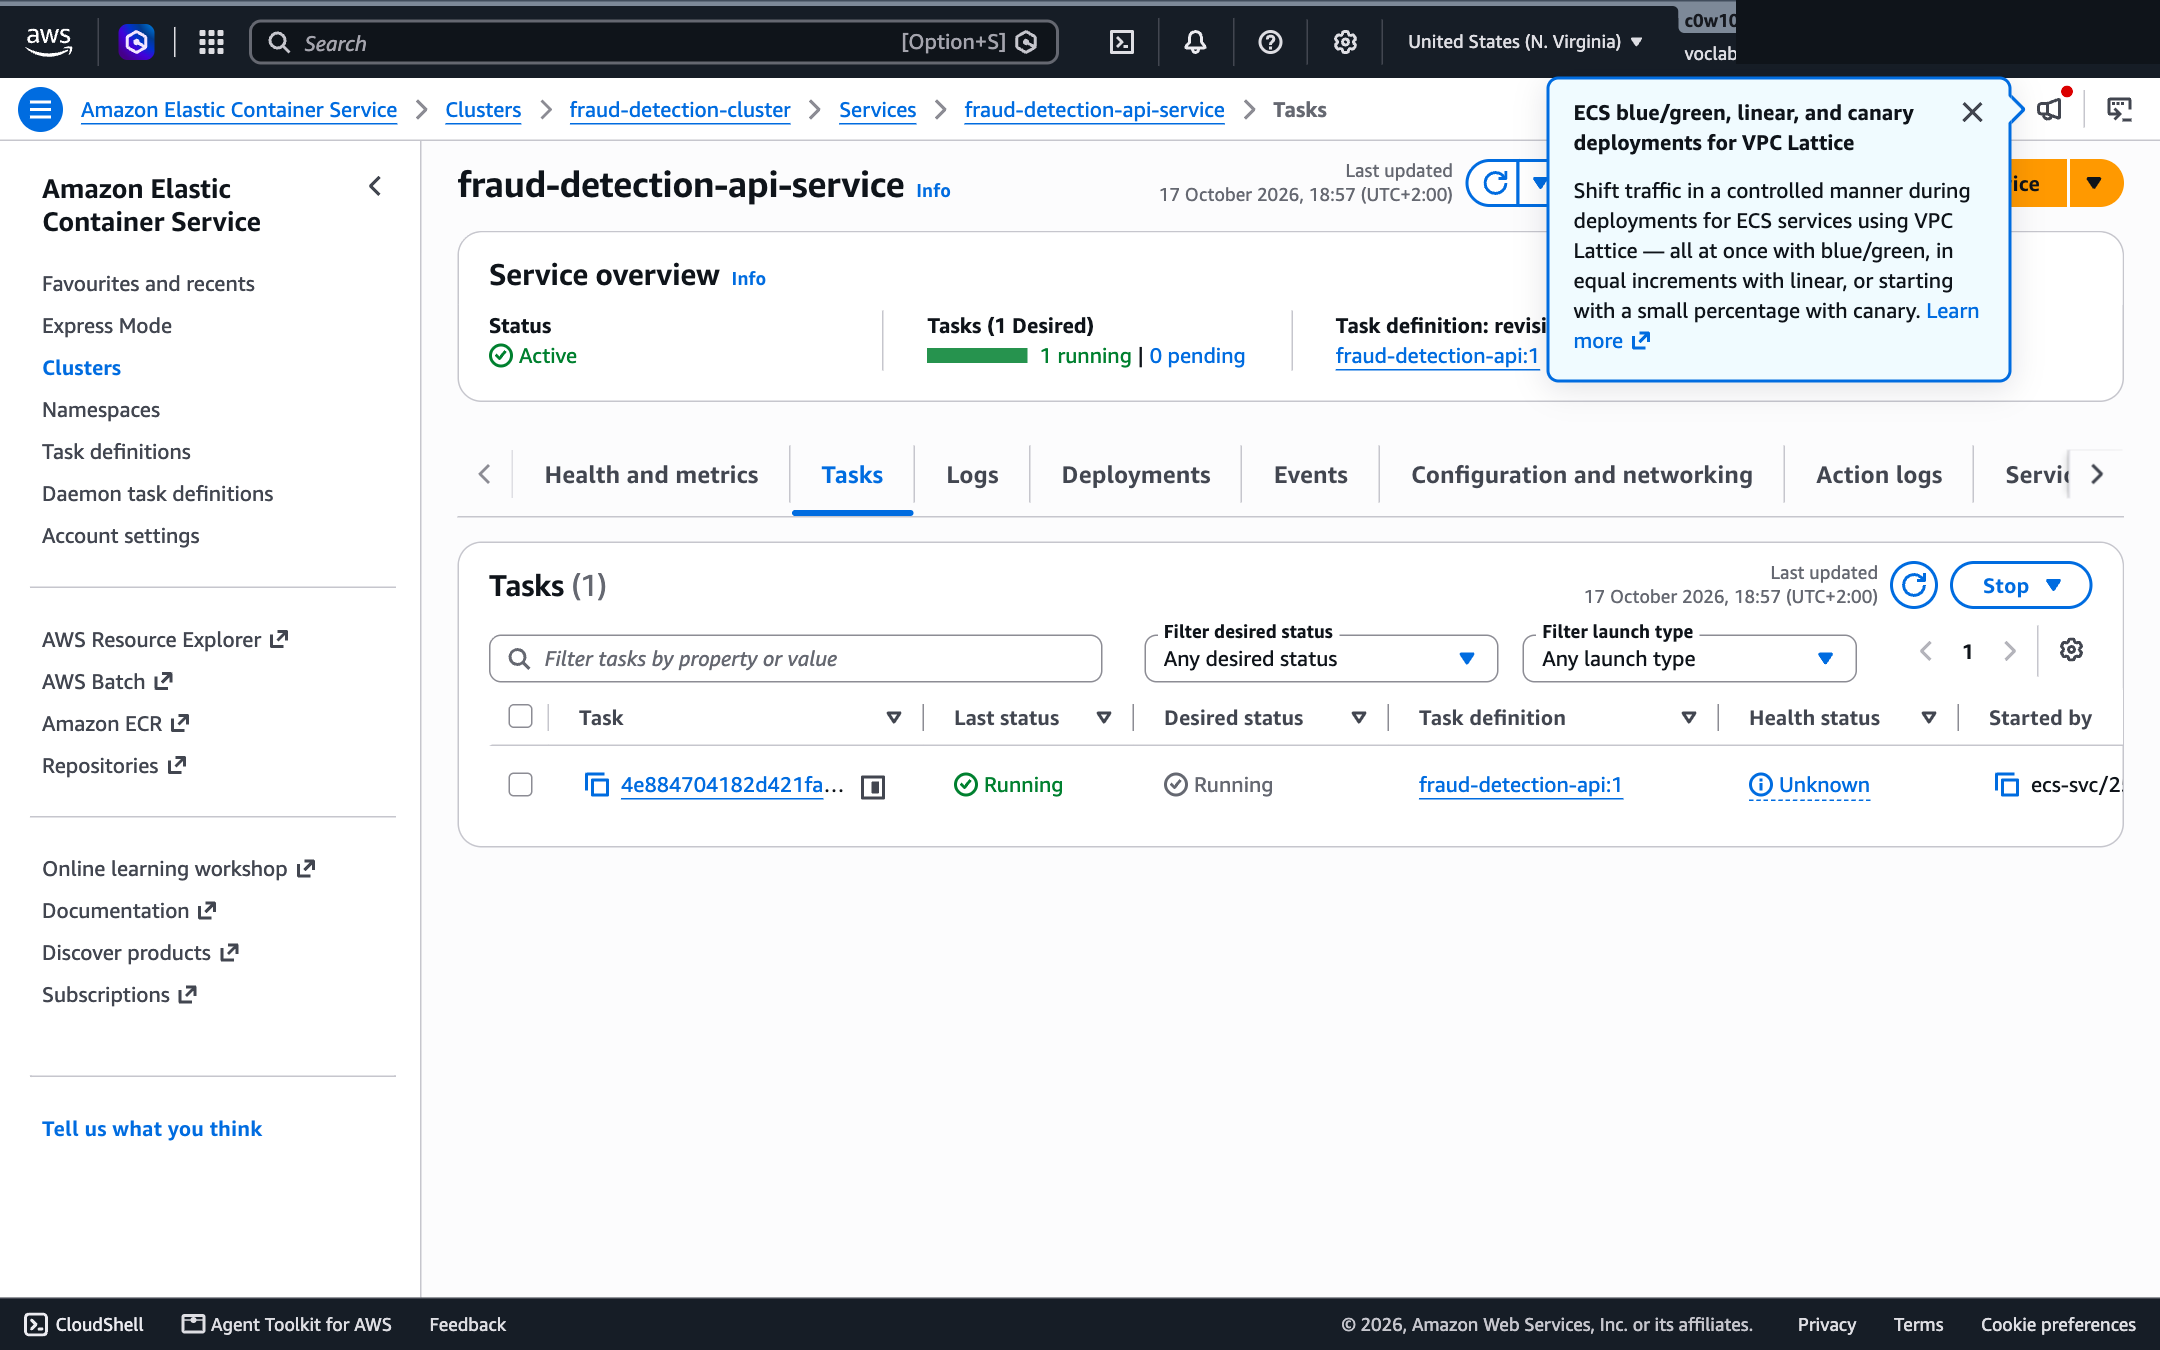 aws
Search
[Option+S]
United States (N. Virginia)
c0w10
voclab
Amazon Elastic Container Service
Clusters
fraud-detection-cluster
Services
fraud-detection-api-service
Tasks
ECS blue/green, linear, and canary
deployments for VPC Lattice
Shift traffic in a controlled manner during
deployments for ECS services using VPC
Lattice — all at once with blue/green, in
equal increments with linear, or starting
with a small percentage with canary. Learn
more
Amazon Elastic
Container Service
Favourites and recents
Express Mode
Clusters
Namespaces
Task definitions
Daemon task definitions
Account settings
AWS Resource Explorer
AWS Batch
Amazon ECR
Repositories
Online learning workshop
Documentation
Discover products
Subscriptions
Tell us what you think
fraud-detection-api-service Info
Last updated
17 October 2026, 18:57 (UTC+2:00)
ice
Service overview Info
Status
Active
Tasks (1 Desired)
1 running | 0 pending
Task definition: revisi
fraud-detection-api:1
Health and metrics
Tasks
Logs
Deployments
Events
Configuration and networking
Action logs
Servic
Tasks (1)
Last updated
17 October 2026, 18:57 (UTC+2:00)
Stop
Filter tasks by property or value
Filter desired status
Any desired status
Filter launch type
Any launch type
1
Task
Last status
Desired status
Task definition
Health status
Started by
4e884704182d421fa...
Running
Running
fraud-detection-api:1
Unknown
ecs-svc/2
CloudShell
Agent Toolkit for AWS
Feedback
© 2026, Amazon Web Services, Inc. or its affiliates.
Privacy
Terms
Cookie preferences